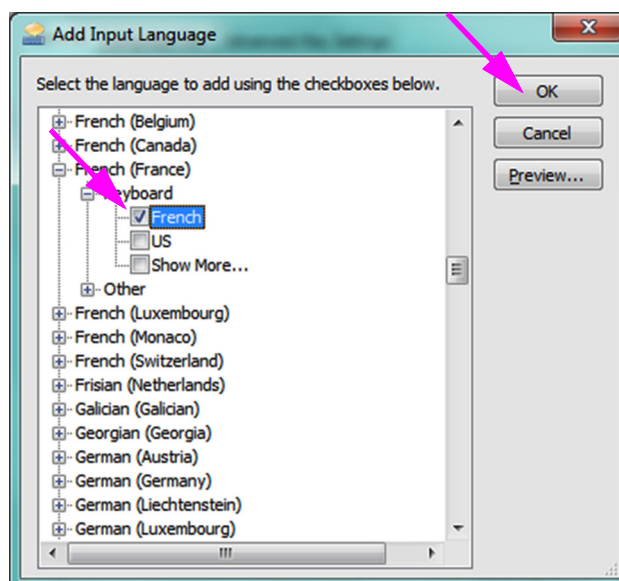 Add Input Language
Select the language to add using the checkboxes below.
OK
Cancel
Preview...
French (Belgium)
French (Canada)
French (France)
Keyboard
French
US
Show More...
Other
French (Luxembourg)
French (Monaco)
French (Switzerland)
Frisian (Netherlands)
Galician (Galician)
Georgian (Georgia)
German (Austria)
German (Germany)
German (Liechtenstein)
German (Luxembourg)